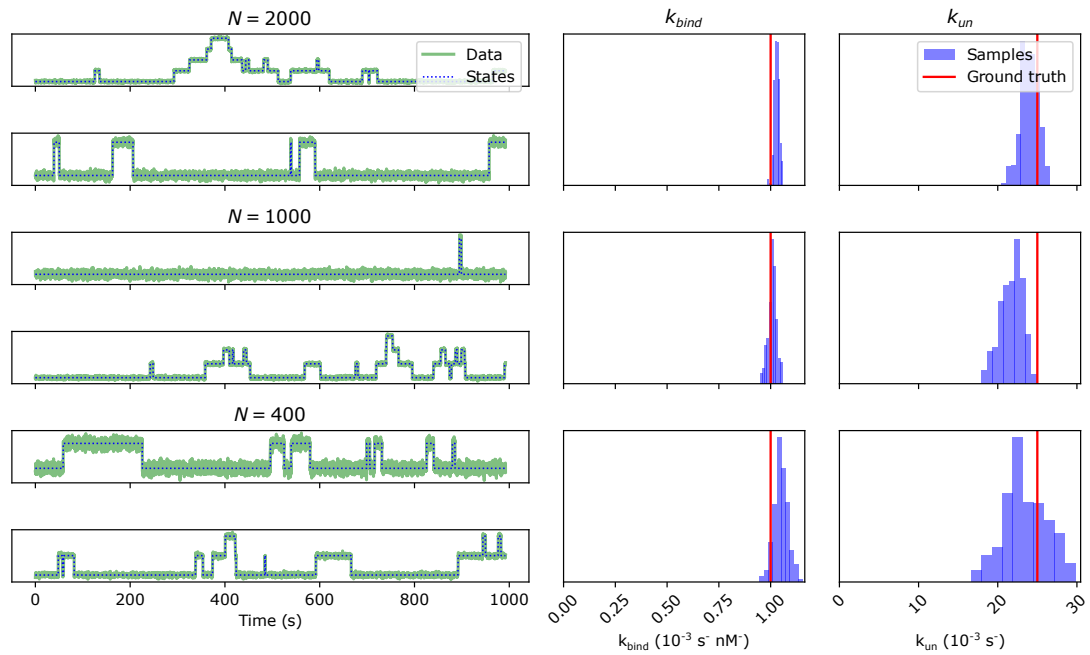 N = 2000
k_bind
k_un
Data
States
Samples
Ground truth
N = 1000
N = 400
0 200 400 600 800 1000
Time (s)
0.00 0.25 0.50 0.75 1.00
k_bind (10⁻³ s⁻ nM⁻)
0 10 20 30
k_un (10⁻³ s⁻)